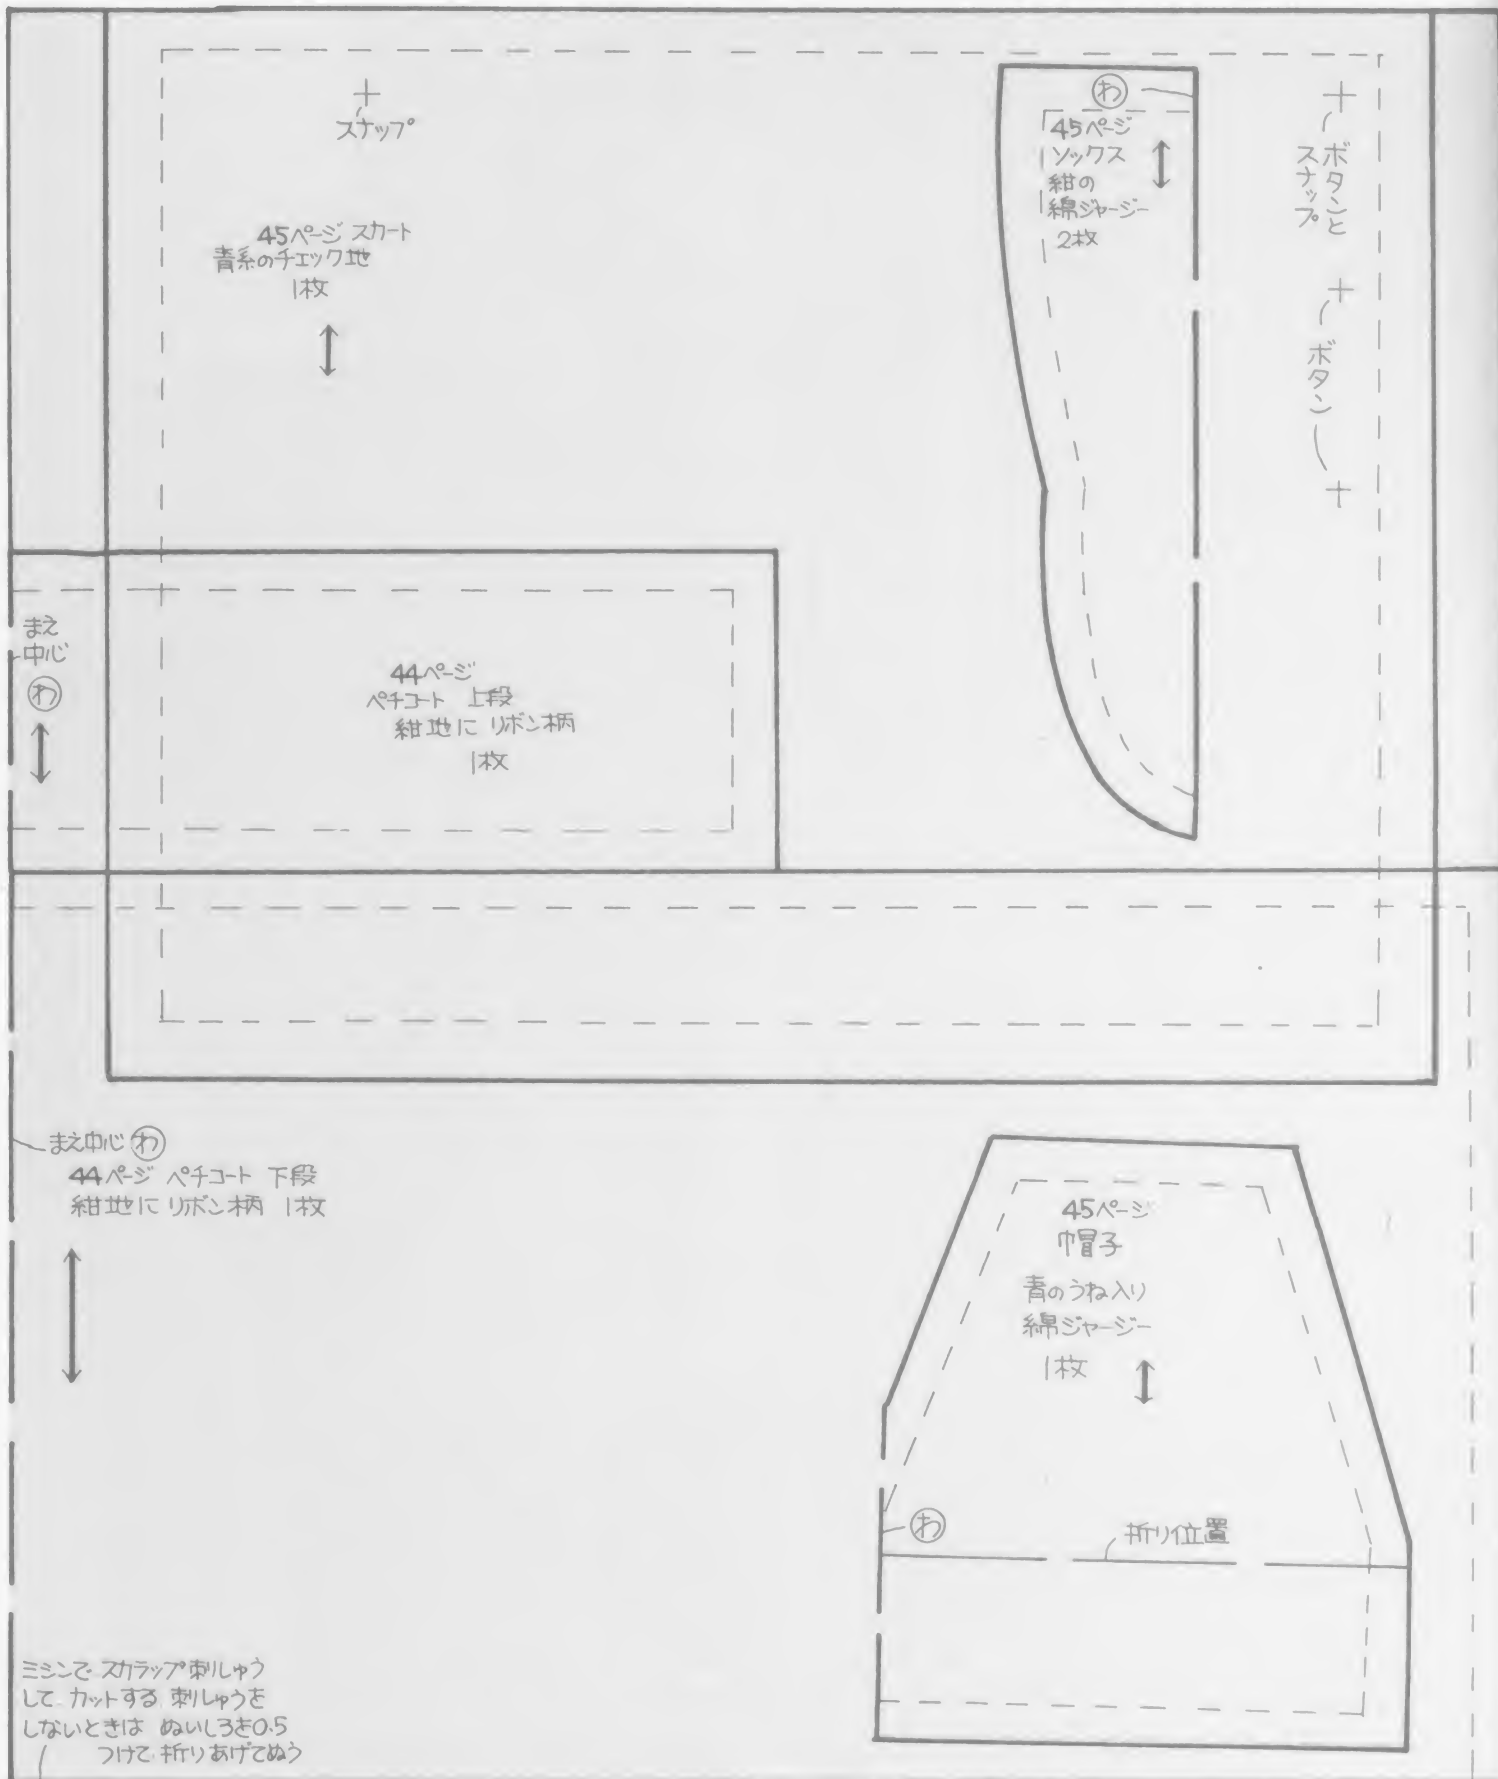 スナップ
45ページ スカート
青系のチェック地
1枚
わ
45ページ
ソックス
紺の
綿ジャージー
2枚
ボタンと
スナップ
ボタン
まえ
中心
わ
44ページ
ペチコート 上段
紺地に リボン柄
1枚
まえ中心 わ
44ページ ペチコート 下段
紺地に リボン柄 1枚
45ページ
帽子
青のうね入り
綿ジャージー
1枚
わ
折り位置
ミシンで スカラップ刺しゅう
して カットする 刺しゅうを
しないときは ぬいしろを0.5
つけて 折りあげてぬう